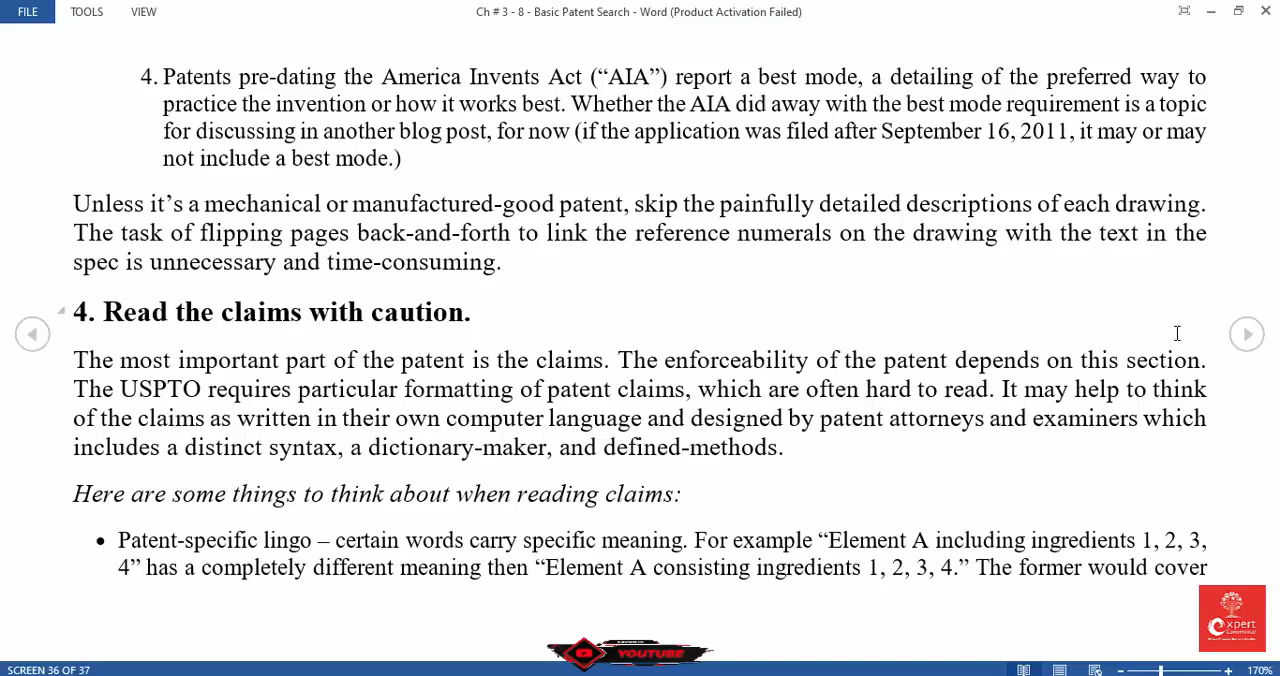 FILE TOOLS VIEW Ch # 3 - 8 - Basic Patent Search - Word (Product Activation Failed)
4. Patents pre-dating the America Invents Act (“AIA”) report a best mode, a detailing of the preferred way to
practice the invention or how it works best. Whether the AIA did away with the best mode requirement is a topic
for discussing in another blog post, for now (if the application was filed after September 16, 2011, it may or may
not include a best mode.)
Unless it’s a mechanical or manufactured-good patent, skip the painfully detailed descriptions of each drawing.
The task of flipping pages back-and-forth to link the reference numerals on the drawing with the text in the
spec is unnecessary and time-consuming.
4. Read the claims with caution.
The most important part of the patent is the claims. The enforceability of the patent depends on this section.
The USPTO requires particular formatting of patent claims, which are often hard to read. It may help to think
of the claims as written in their own computer language and designed by patent attorneys and examiners which
includes a distinct syntax, a dictionary-maker, and defined-methods.
Here are some things to think about when reading claims:
• Patent-specific lingo – certain words carry specific meaning. For example “Element A including ingredients 1, 2, 3,
4” has a completely different meaning then “Element A consisting ingredients 1, 2, 3, 4.” The former would cover
expert
YOUTUBE
SCREEN 36 OF 37 170%